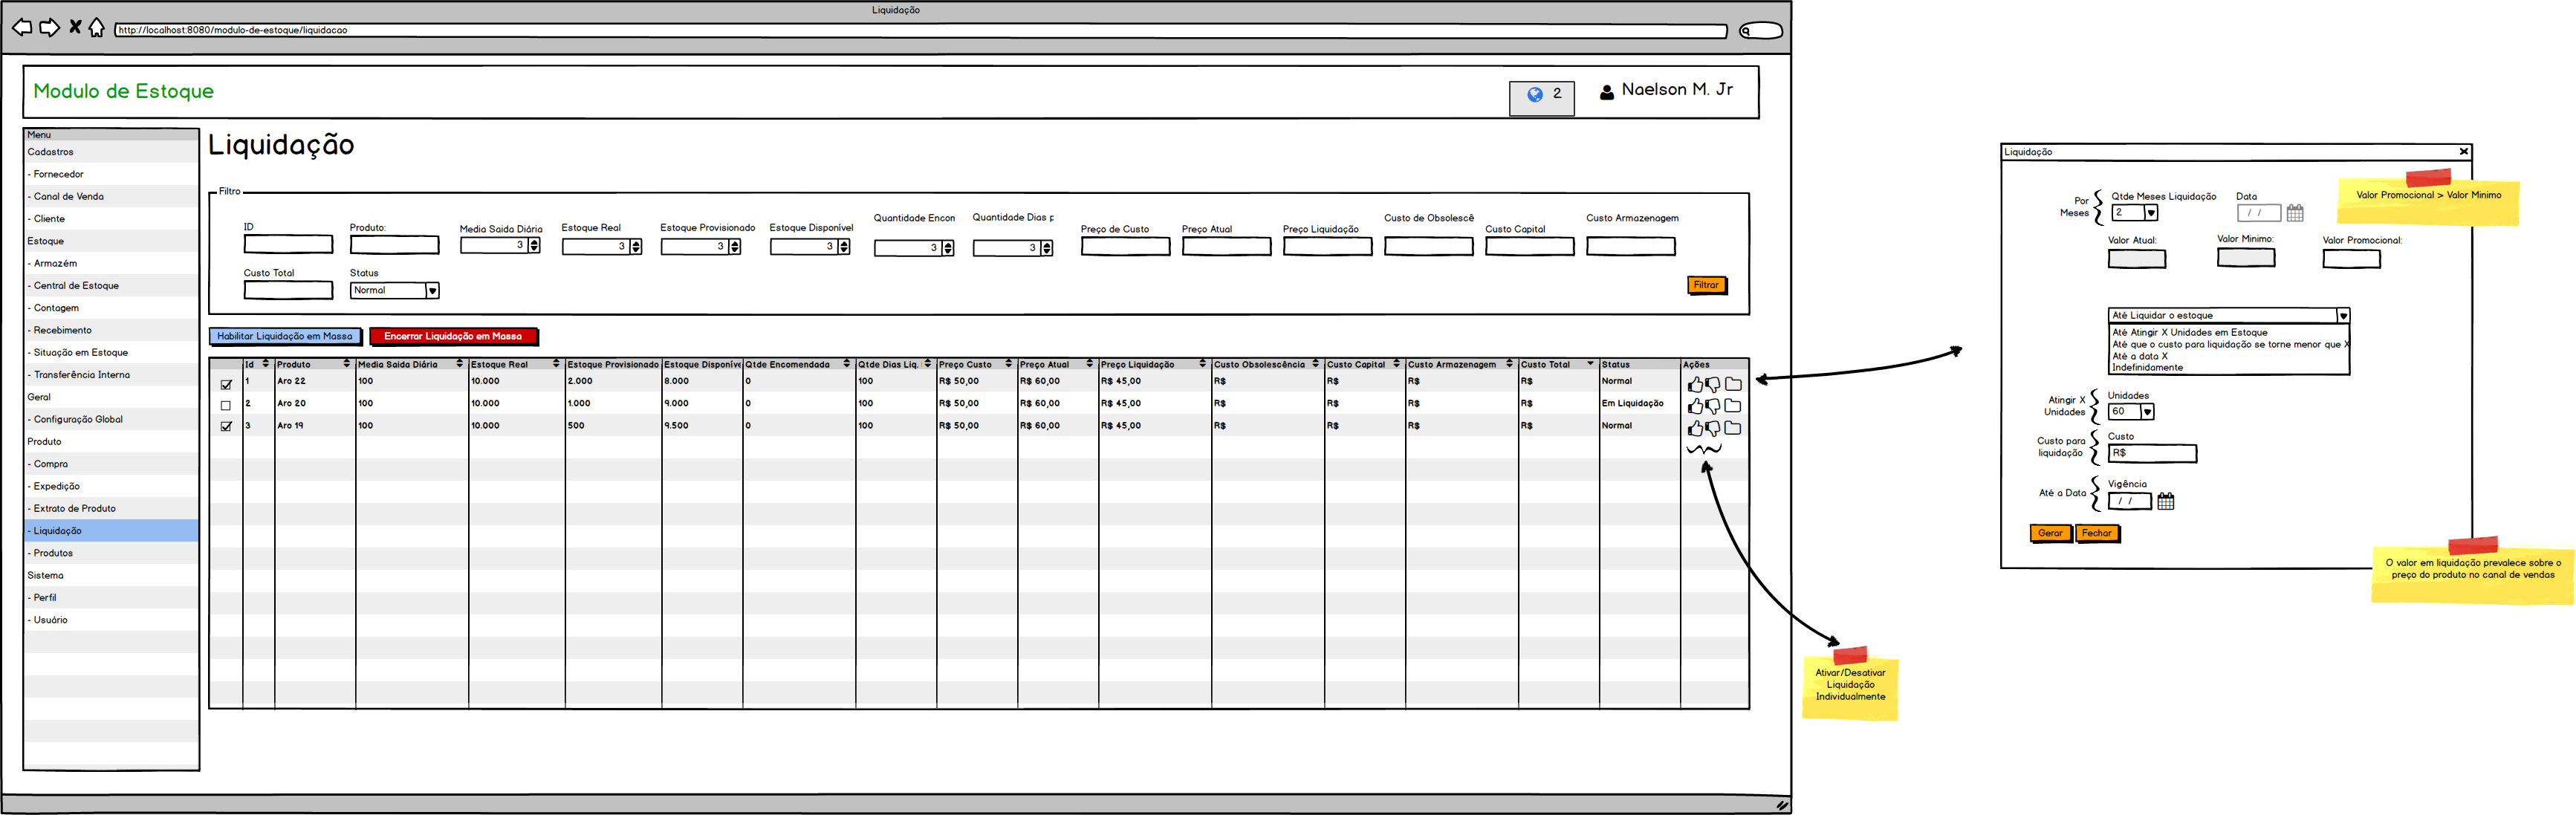 Liquidação
http://localhost:8080/modulo-de-estoque/liquidacao
Modulo de Estoque
2
Naelson M. Jr
Menu
Cadastros
- Fornecedor
- Canal de Venda
- Cliente
Estoque
- Armazém
- Central de Estoque
- Contagem
- Recebimento
- Situação em Estoque
- Transferência Interna
Geral
- Configuração Global
Produto
- Compra
- Expedição
- Extrato de Produto
- Liquidação
- Produtos
Sistema
- Perfil
- Usuário
Liquidação
Filtro
ID
Produto:
Media Saida Diária
3
Estoque Real
3
Estoque Provisionado
3
Estoque Disponível
3
Quantidade Encon
3
Quantidade Dias p
3
Preço de Custo
Preço Atual
Preço Liquidação
Custo de Obsolescê
Custo Capital
Custo Armazenagem
Custo Total
Status
Normal
Filtrar
Habilitar Liquidação em Massa
Encerrar Liquidação em Massa
Id Produto Media Saida Diária Estoque Real Estoque Provisionado Estoque Disponíve Qtde Encomendada Qtde Dias Liq. Preço Custo Preço Atual Preço Liquidação Custo Obsolescência Custo Capital Custo Armazenagem Custo Total Status Ações
1 Aro 22 100 10.000 2.000 8.000 0 100 R$ 50,00 R$ 60,00 R$ 45,00 R$ R$ R$ R$ Normal
2 Aro 20 100 10.000 1.000 9.000 0 100 R$ 50,00 R$ 60,00 R$ 45,00 R$ R$ R$ R$ Em Liquidação
3 Aro 19 100 10.000 500 9.500 0 100 R$ 50,00 R$ 60,00 R$ 45,00 R$ R$ R$ R$ Normal
Ativar/Desativar
Liquidação
Individualmente
Liquidação
Valor Promocional > Valor Minimo
Por
Meses
Qtde Meses Liquidação
2
Data
/ /
Valor Atual:
Valor Minimo:
Valor Promocional:
Até Liquidar o estoque
Até Atingir X Unidades em Estoque
Até que o custo para liquidação se torne menor que X
Até a data X
Indefinidamente
Atingir X
Unidades
Unidades
60
Custo para
liquidação
Custo
R$
Até a Data
Vigência
/ /
Gerar
Fechar
O valor em liquidação prevalece sobre o
preço do produto no canal de vendas